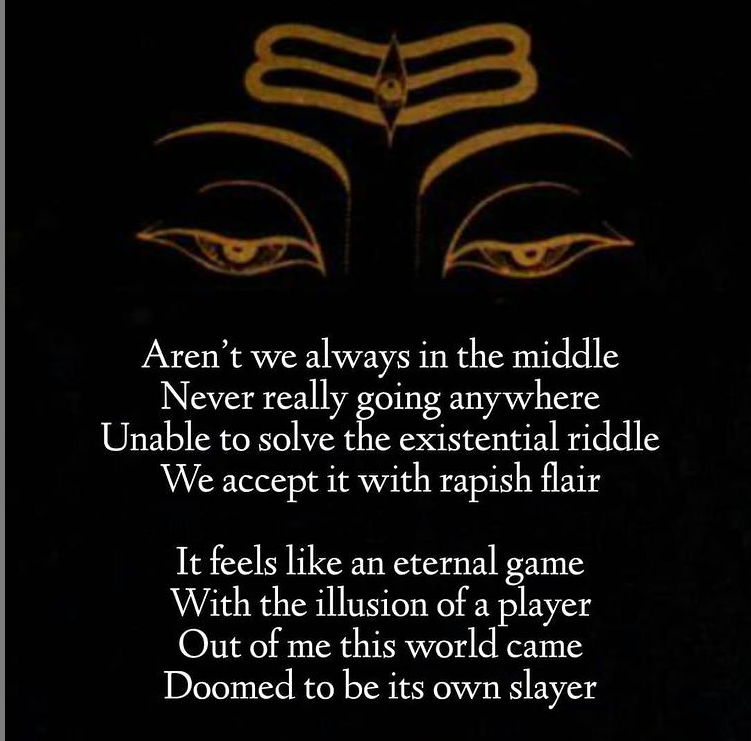 Aren’t we always in the middle
Never really going anywhere
Unable to solve the existential riddle
We accept it with rapish flair
It feels like an eternal game
With the illusion of a player
Out of me this world came
Doomed to be its own slayer